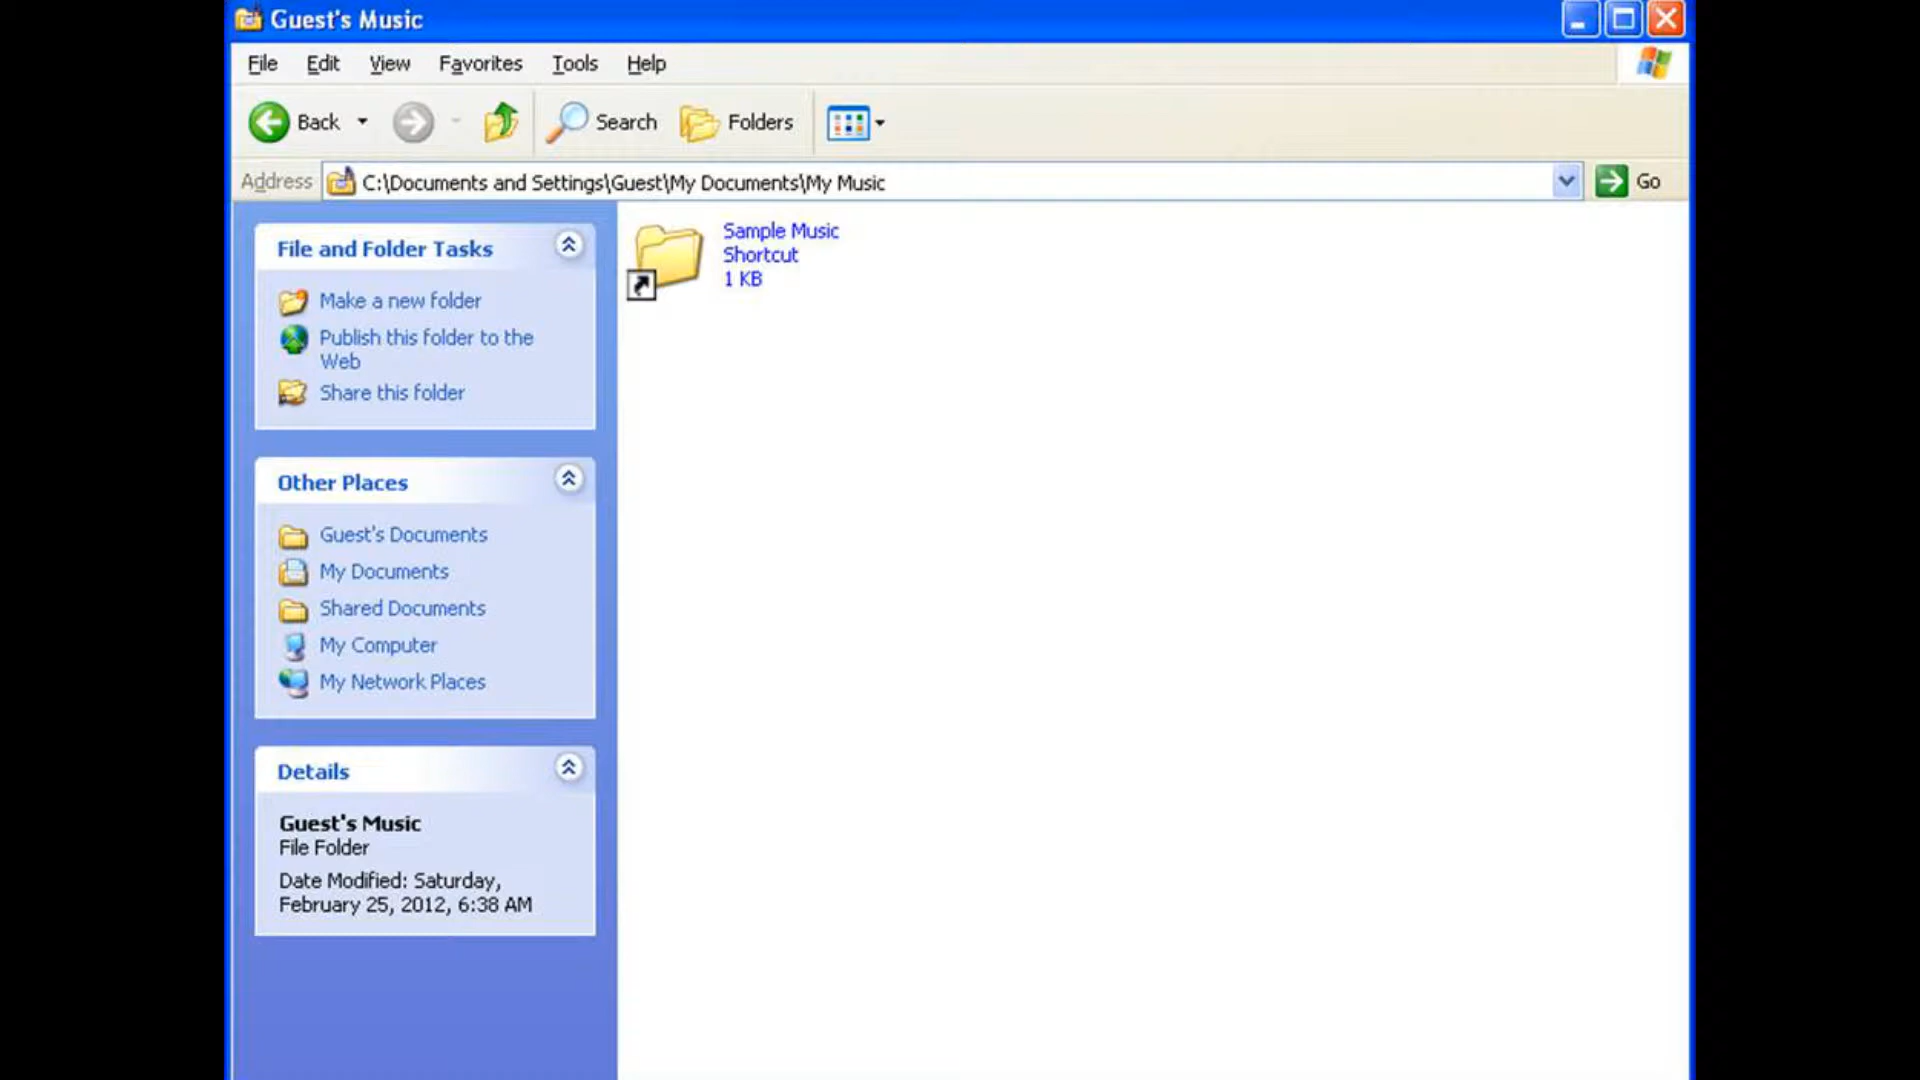 Guest's Music
File Edit View Favorites Tools Help
Back Search Folders
Address C:\Documents and Settings\Guest\My Documents\My Music Go
File and Folder Tasks
Make a new folder
Publish this folder to the
Web
Share this folder
Other Places
Guest's Documents
My Documents
Shared Documents
My Computer
My Network Places
Details
Guest's Music
File Folder
Date Modified: Saturday,
February 25, 2012, 6:38 AM
Sample Music
Shortcut
1 KB